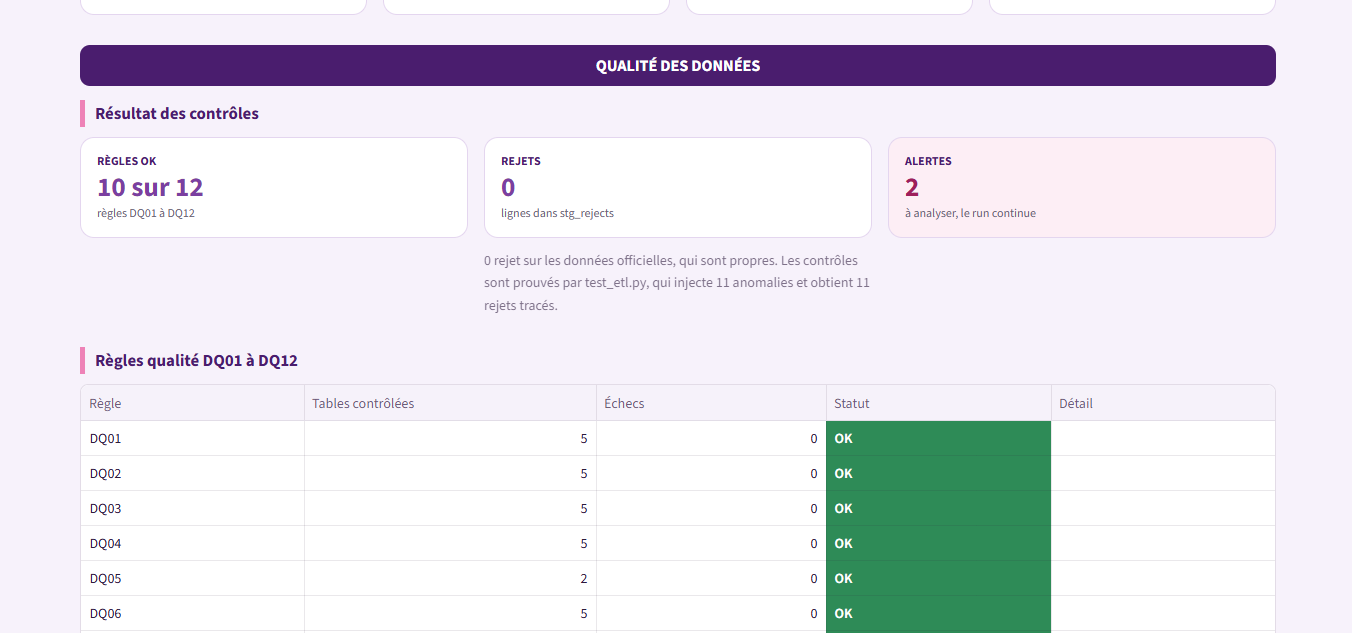 QUALITÉ DES DONNÉES
Résultat des contrôles
RÈGLES OK
10 sur 12
règles DQ01 à DQ12
REJETS
0
lignes dans stg_rejects
ALERTES
2
à analyser, le run continue
0 rejet sur les données officielles, qui sont propres. Les contrôles
sont prouvés par test_etl.py, qui injecte 11 anomalies et obtient 11
rejets tracés.
Règles qualité DQ01 à DQ12
Règle Tables contrôlées Échecs Statut Détail
DQ01 5 0 OK
DQ02 5 0 OK
DQ03 5 0 OK
DQ04 5 0 OK
DQ05 2 0 OK
DQ06 5 0 OK